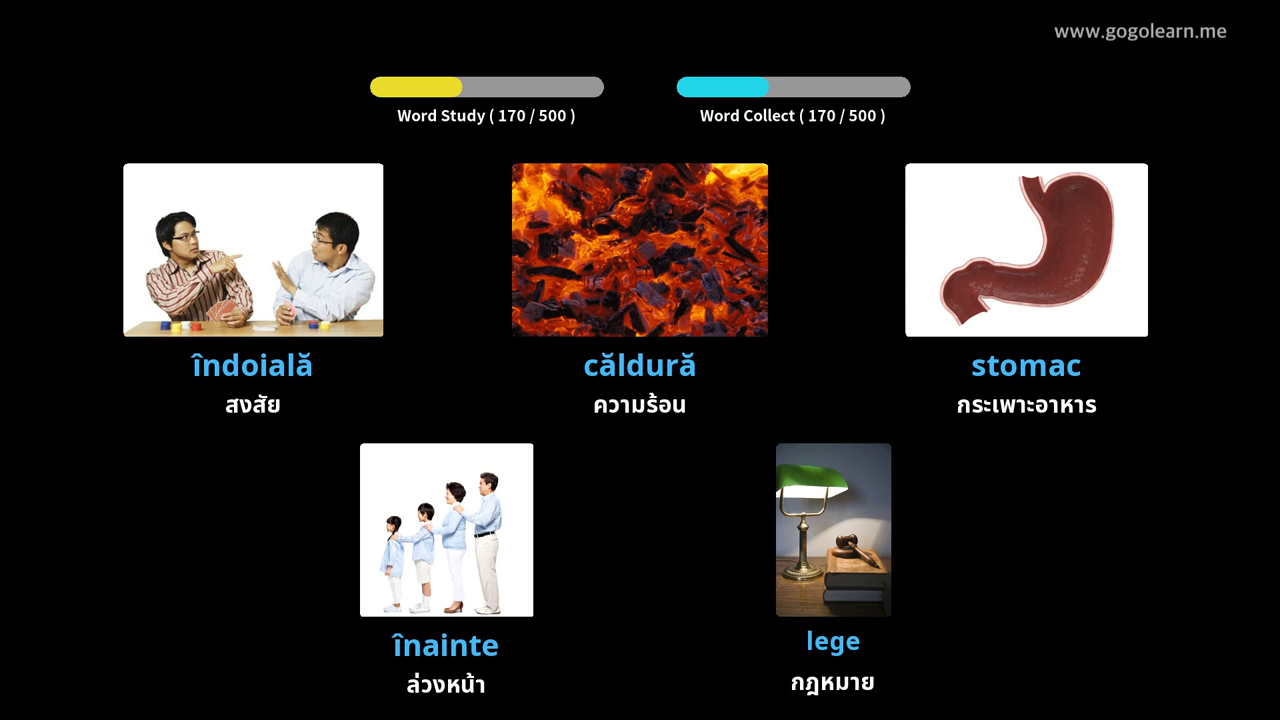 www.gogolearn.me
Word Study ( 170 / 500 )
Word Collect ( 170 / 500 )
îndoială
สงสัย
căldură
ความร้อน
stomac
กระเพาะอาหาร
înainte
ล่วงหน้า
lege
กฎหมาย